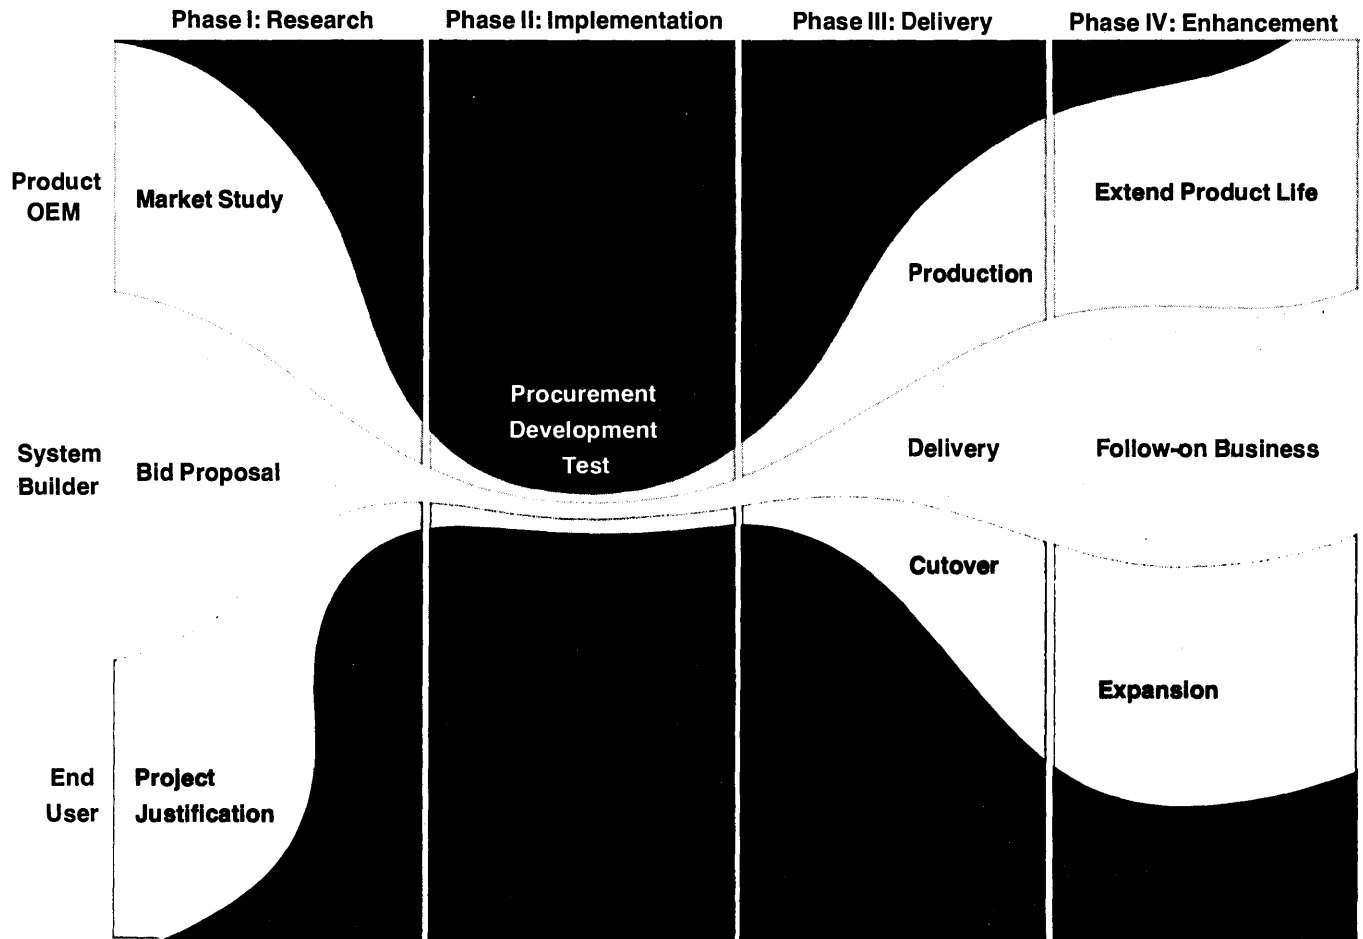 Phase I: Research
Phase II: Implementation
Phase III: Delivery
Phase IV: Enhancement
Product
OEM
Market Study
Production
Extend Product Life
System
Builder
Bid Proposal
Procurement
Development
Test
Delivery
Follow-on Business
Cutover
Expansion
End
User
Project
Justification